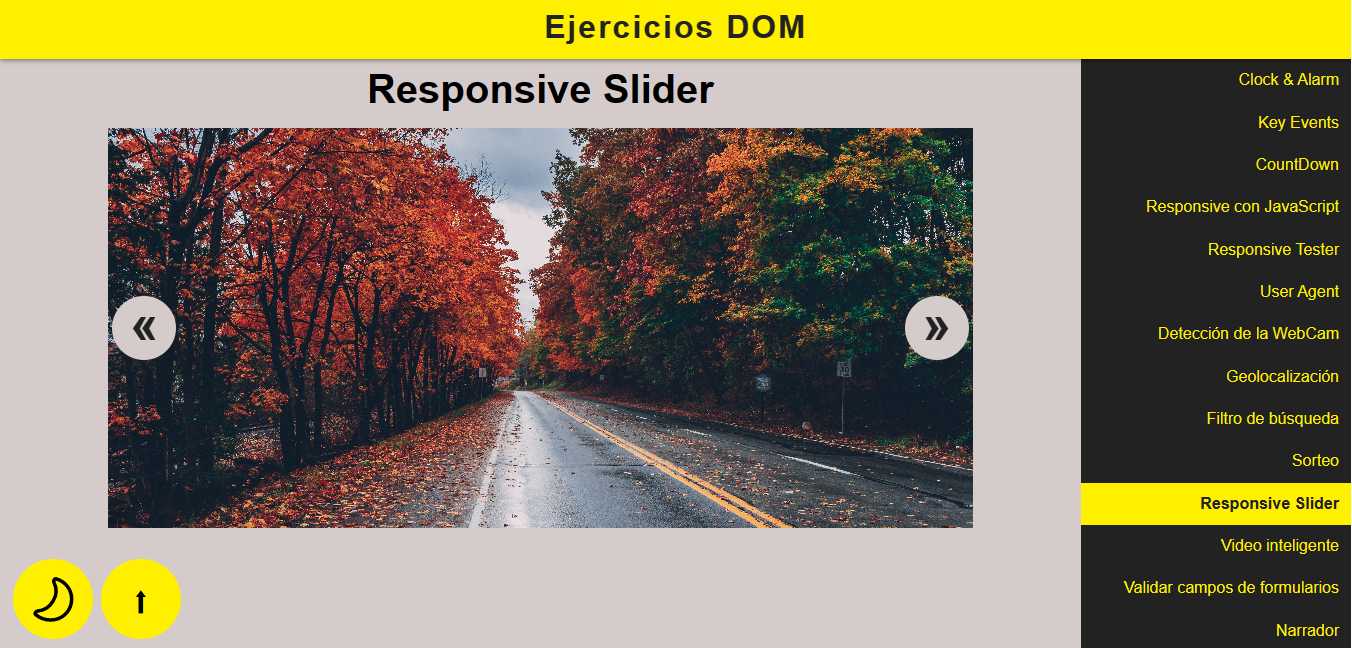 Ejercicios DOM
Responsive Slider
«
»
Clock & Alarm
Key Events
CountDown
Responsive con JavaScript
Responsive Tester
User Agent
Detección de la WebCam
Geolocalización
Filtro de búsqueda
Sorteo
Responsive Slider
Video inteligente
Validar campos de formularios
Narrador